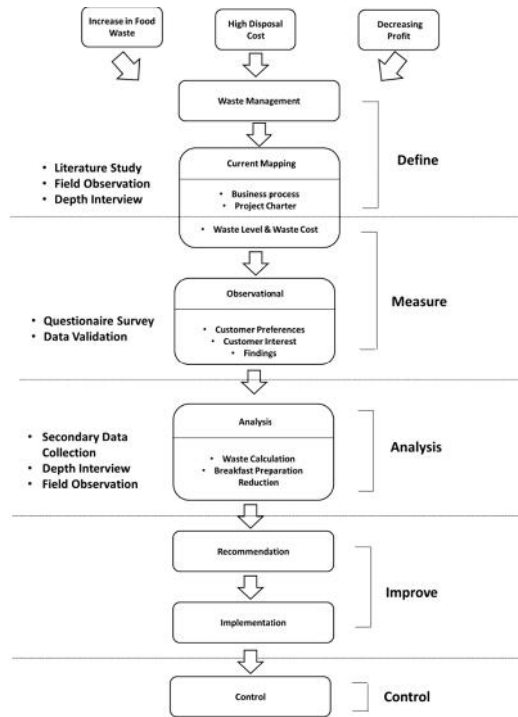 Increase in Food
Waste
High Disposal
Cost
Decreasing
Profit
Waste Management
Define
Current Mapping
• Literature Study
• Field Observation
• Depth Interview
• Business process
• Project Charter
• Waste Level & Waste Cost
Measure
Observational
• Questionaire Survey
• Data Validation
• Customer Preferences
• Customer Interest
• Findings
Analysis
Analysis
• Secondary Data
Collection
• Depth Interview
• Field Observation
• Waste Calculation
• Breakfast Preparation
Reduction
Recommendation
Improve
Implementation
Control
Control